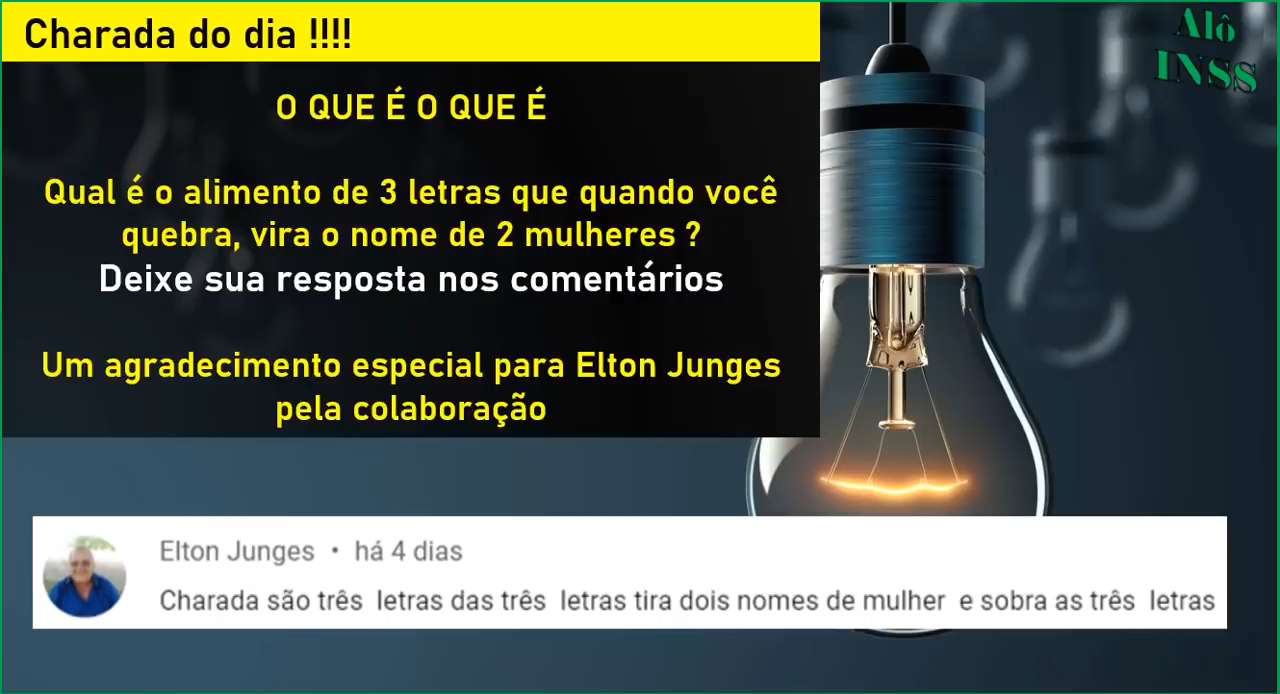 Charada do dia !!!!
Alô
INSS
O QUE É O QUE É
Qual é o alimento de 3 letras que quando você
quebra, vira o nome de 2 mulheres ?
Deixe sua resposta nos comentários
Um agradecimento especial para Elton Junges
pela colaboração
Elton Junges • há 4 dias
Charada são três letras das três letras tira dois nomes de mulher e sobra as três letras